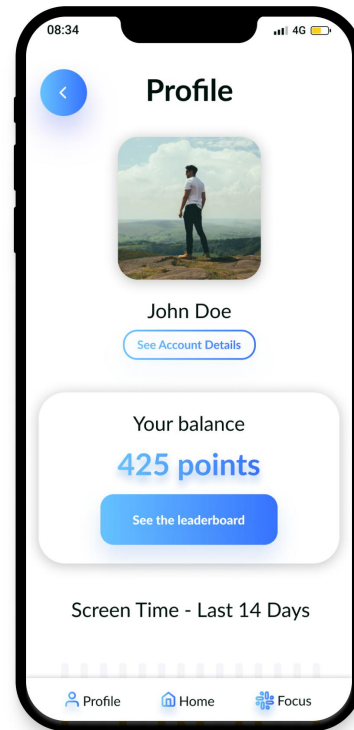 08:34 4G
Profile
John Doe
See Account Details
Your balance
425 points
See the leaderboard
Screen Time - Last 14 Days
Profile Home Focus